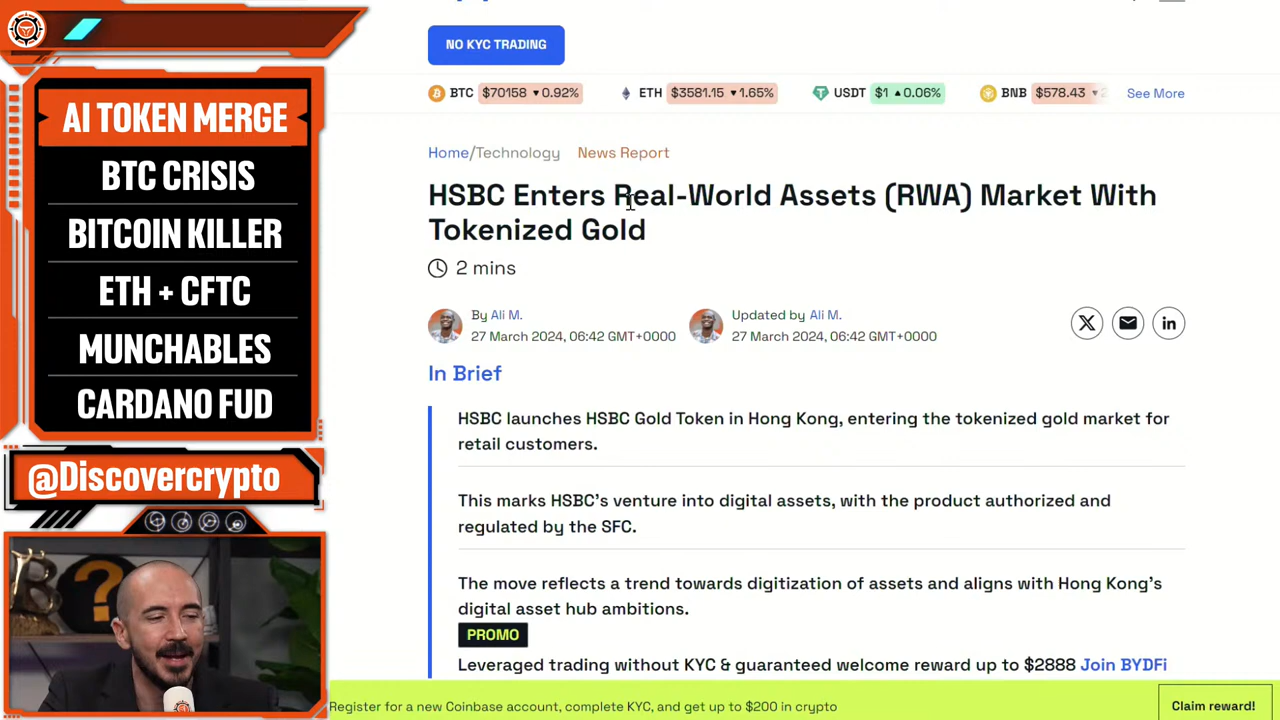 AI TOKEN MERGE
BTC CRISIS
BITCOIN KILLER
ETH + CFTC
MUNCHABLES
CARDANO FUD
@Discovercrypto
NO KYC TRADING
BTC $70158 ▼0.92% ETH $3581.15 ▼1.65% USDT $1 ▲0.06% BNB $578.43 ▼ See More
Home/Technology News Report
HSBC Enters Real-World Assets (RWA) Market With
Tokenized Gold
2 mins
By Ali M.
27 March 2024, 06:42 GMT+0000
Updated by Ali M.
27 March 2024, 06:42 GMT+0000
In Brief
HSBC launches HSBC Gold Token in Hong Kong, entering the tokenized gold market for
retail customers.
This marks HSBC's venture into digital assets, with the product authorized and
regulated by the SFC.
The move reflects a trend towards digitization of assets and aligns with Hong Kong's
digital asset hub ambitions.
PROMO
Leveraged trading without KYC & guaranteed welcome reward up to $2888 Join BYDFi
Register for a new Coinbase account, complete KYC, and get up to $200 in crypto
Claim reward!